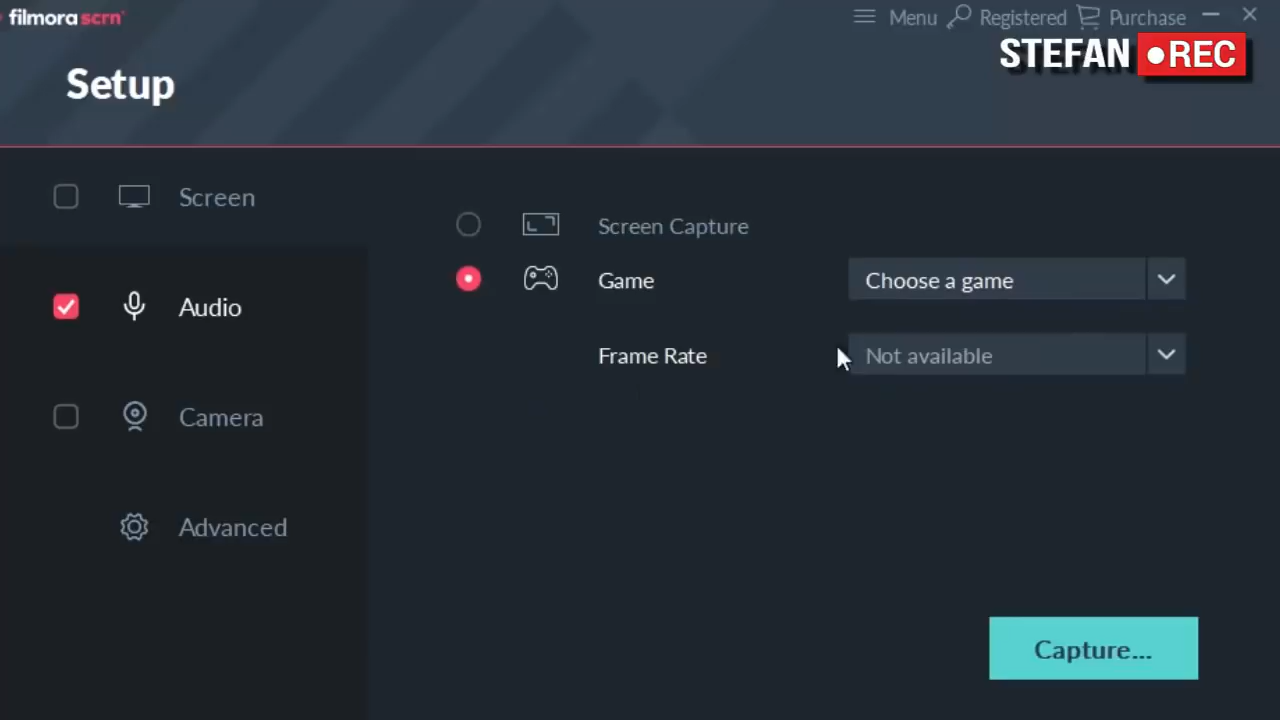 filmora scrn
Menu Registered Purchase
STEFAN REC
Setup
Screen
Screen Capture
Game Choose a game
Audio
Frame Rate Not available
Camera
Advanced
Capture...